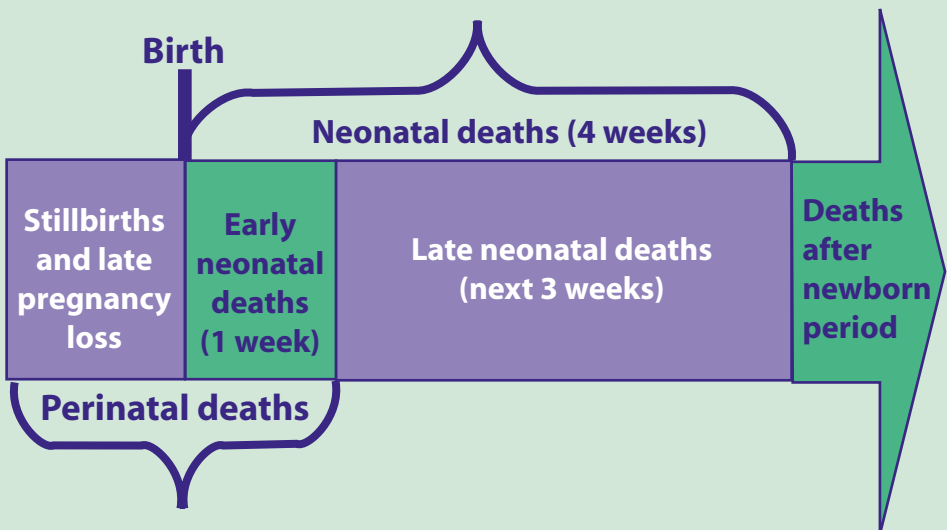 Birth
Neonatal deaths (4 weeks)
Stillbirths
and late
pregnancy
loss
Early
neonatal
deaths
(1 week)
Late neonatal deaths
(next 3 weeks)
Deaths
after
newborn
period
Perinatal deaths